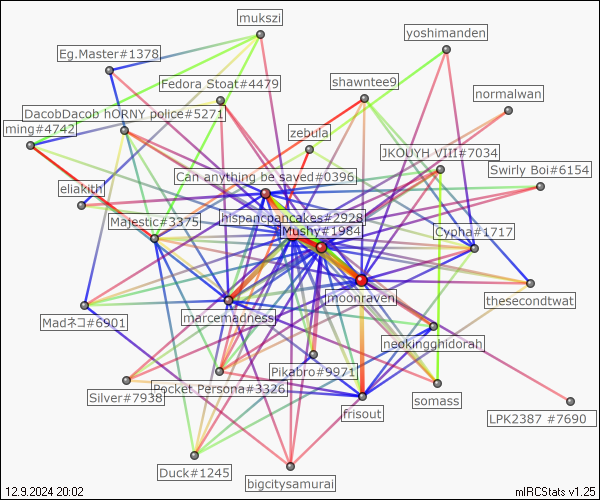 mukszi
yoshimanden
Eg.Master#1378
Fedora Stoat#4479
shawntee9
normalwan
DacobDacob hORNY police#5271
ming#4742
zebula
JKOUYH VIII#7034
Swirly Boi#6154
Can anything be saved#0396
eliakith
hispancpancakes#2928
Majestic#3375
Mushy#1984
Cypha#1717
moonraven
thesecondtwat
Madネコ#6901
marcemadness
neokingghidorah
Pikabro#9971
Pocket Persona#3326
Silver#7938
somass
frisout
LPK2387 #7690
Duck#1245
bigcitysamurai
12.9.2024 20:02
mIRCStats v1.25